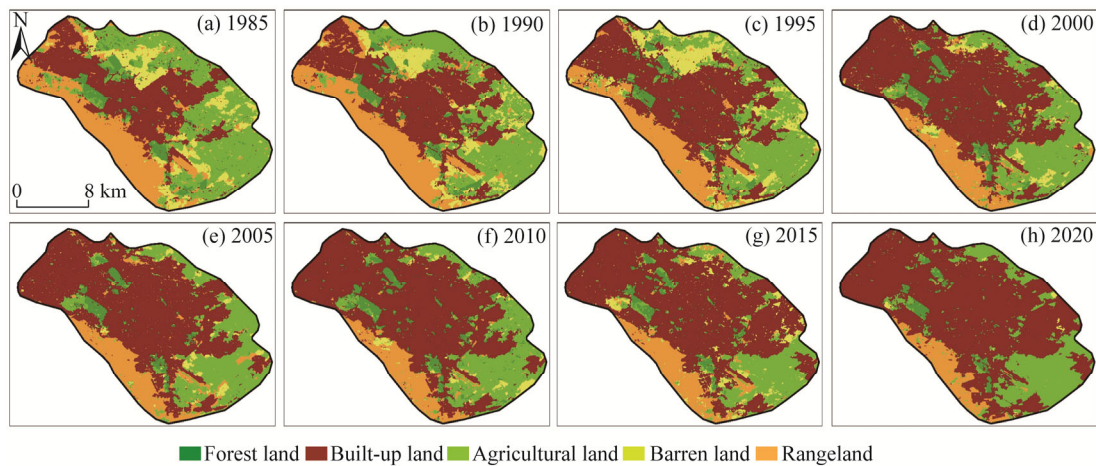 N
(a) 1985
(b) 1990
(c) 1995
(d) 2000
0 8 km
(e) 2005
(f) 2010
(g) 2015
(h) 2020
Forest land Built-up land Agricultural land Barren land Rangeland